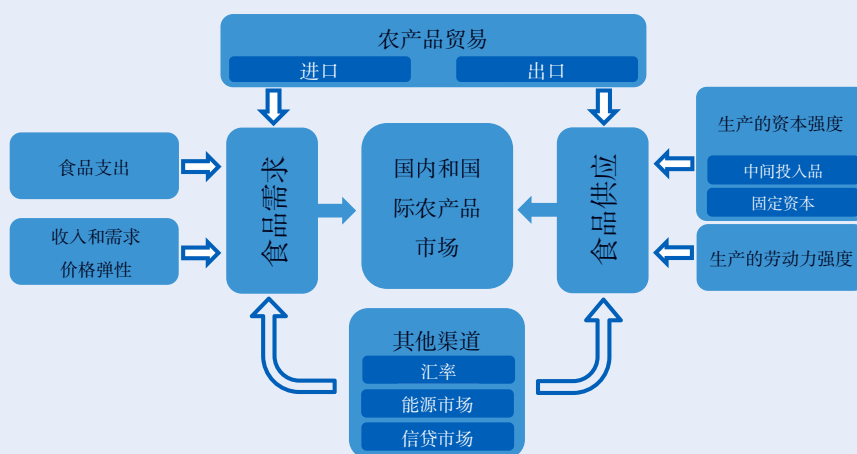 农产品贸易
进口
出口
食品支出
收入和需求
价格弹性
食品需求
国内和国
际农产品
市场
食品供应
生产的资本强度
中间投入品
固定资本
生产的劳动力强度
其他渠道
汇率
能源市场
信贷市场